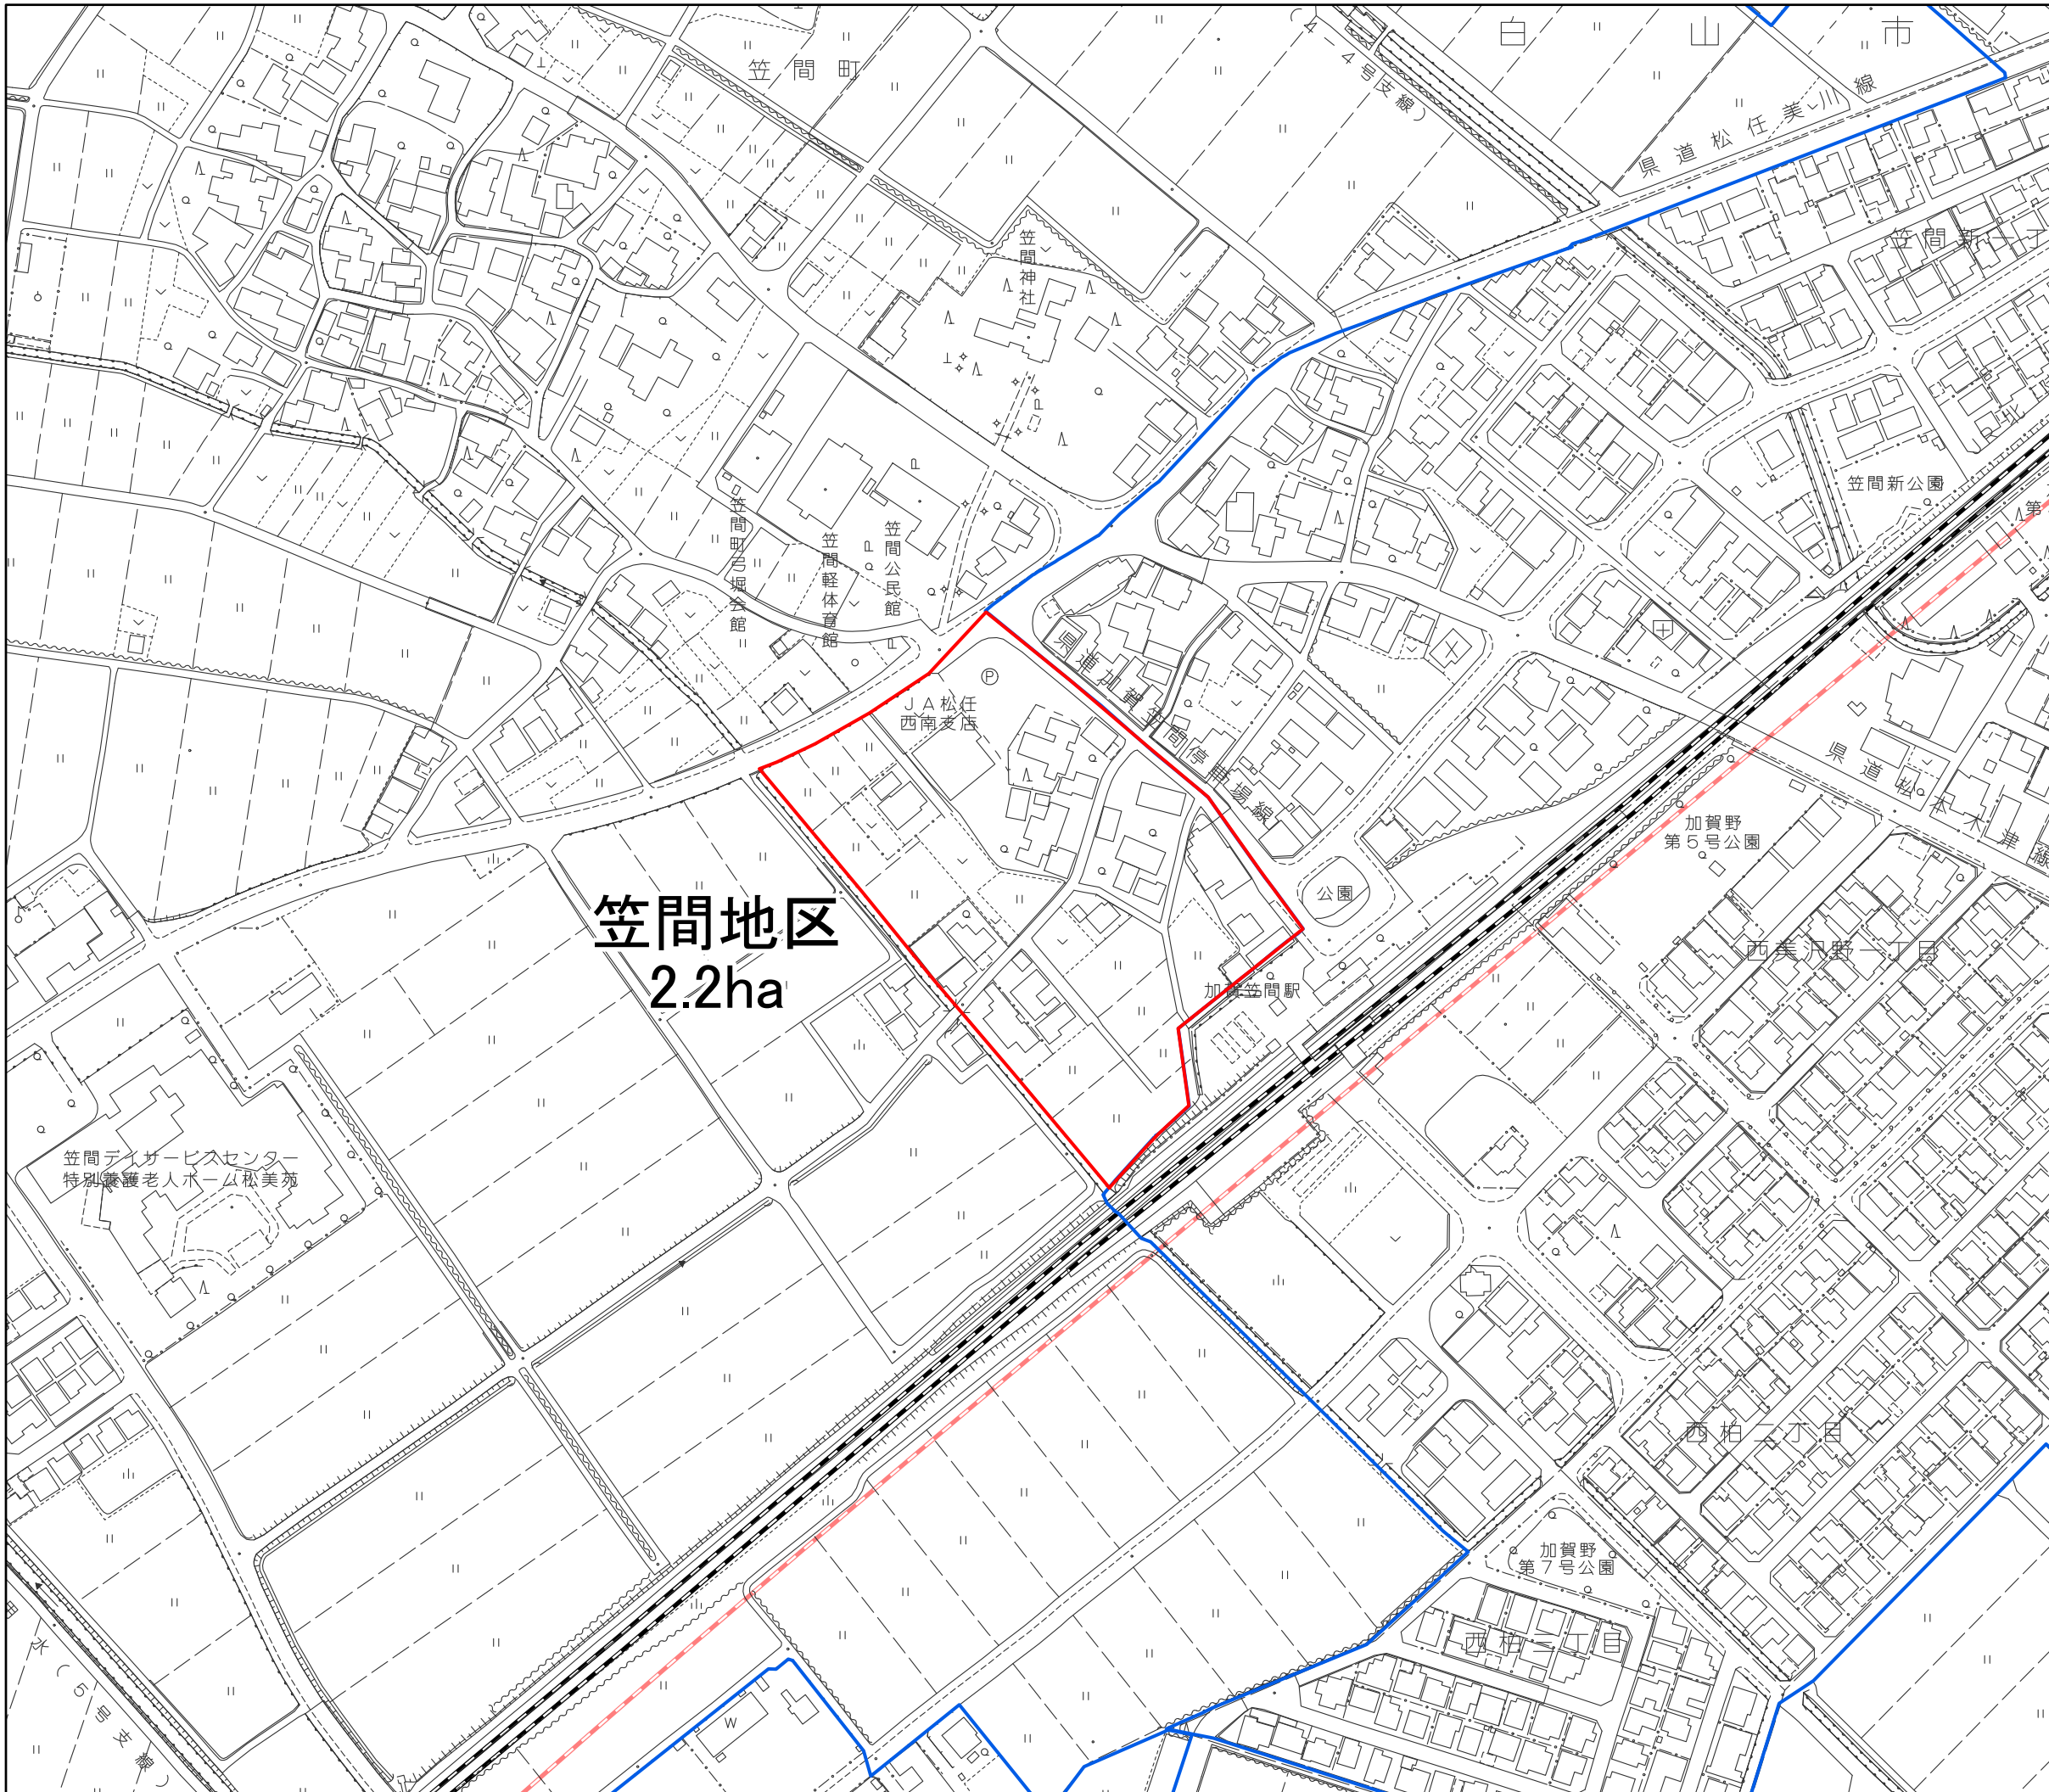 白山市
笠間町
(4-4号支線)
県道松任美川線
笠間新一丁
笠間神社
笠間新公園
第
笠間町弓堀会館
笠間軽体育館
笠間公民館
県道加賀笠間停車場線
JA松任
西南支店
県道松本木津線
加賀野
第5号公園
公園
笠間地区
2.2ha
西美沢野一丁目
加賀笠間駅
笠間デイサービスセンター
特別養護老人ホーム松美苑
西柏二丁目
加賀野
第7号公園
西柏一丁目
水(5号支線)
W